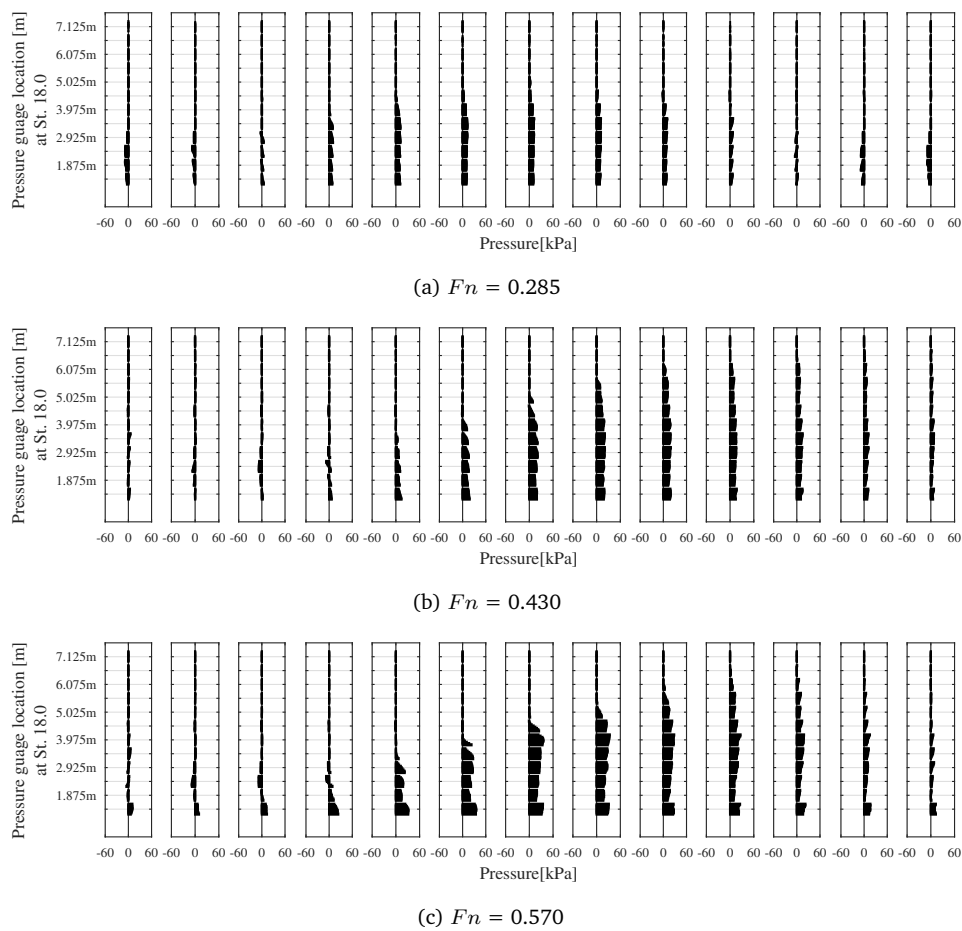 Pressure guage location [m]
at St. 18.0
7.125m
6.075m
5.025m
3.975m
2.925m
1.875m
-60 0 60 -60 0 60 -60 0 60 -60 0 60 -60 0 60 -60 0 60 -60 0 60 -60 0 60 -60 0 60 -60 0 60 -60 0 60 -60 0 60 -60 0 60
Pressure[kPa]
(a) Fn = 0.285
Pressure guage location [m]
at St. 18.0
7.125m
6.075m
5.025m
3.975m
2.925m
1.875m
-60 0 60 -60 0 60 -60 0 60 -60 0 60 -60 0 60 -60 0 60 -60 0 60 -60 0 60 -60 0 60 -60 0 60 -60 0 60 -60 0 60 -60 0 60
Pressure[kPa]
(b) Fn = 0.430
Pressure guage location [m]
at St. 18.0
7.125m
6.075m
5.025m
3.975m
2.925m
1.875m
-60 0 60 -60 0 60 -60 0 60 -60 0 60 -60 0 60 -60 0 60 -60 0 60 -60 0 60 -60 0 60 -60 0 60 -60 0 60 -60 0 60 -60 0 60
Pressure[kPa]
(c) Fn = 0.570